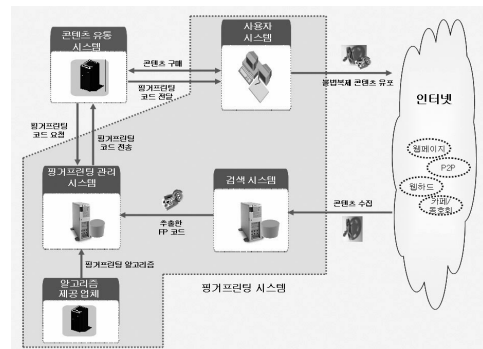 콘텐츠 유통
시스템
사용자
시스템
콘텐츠 구매
핑거프린팅
코드 전달
불법복제 콘텐츠 유포
인터넷
웹페이지
P2P
웹하드
카페/
동호회
핑거프린팅
코드 요청
핑거프린팅
코드 전송
핑거프린팅 관리
시스템
검색 시스템
추출한
FP 코드
콘텐츠 수집
핑거프린팅 알고리즘
핑거프린팅 시스템
알고리즘
제공 업체